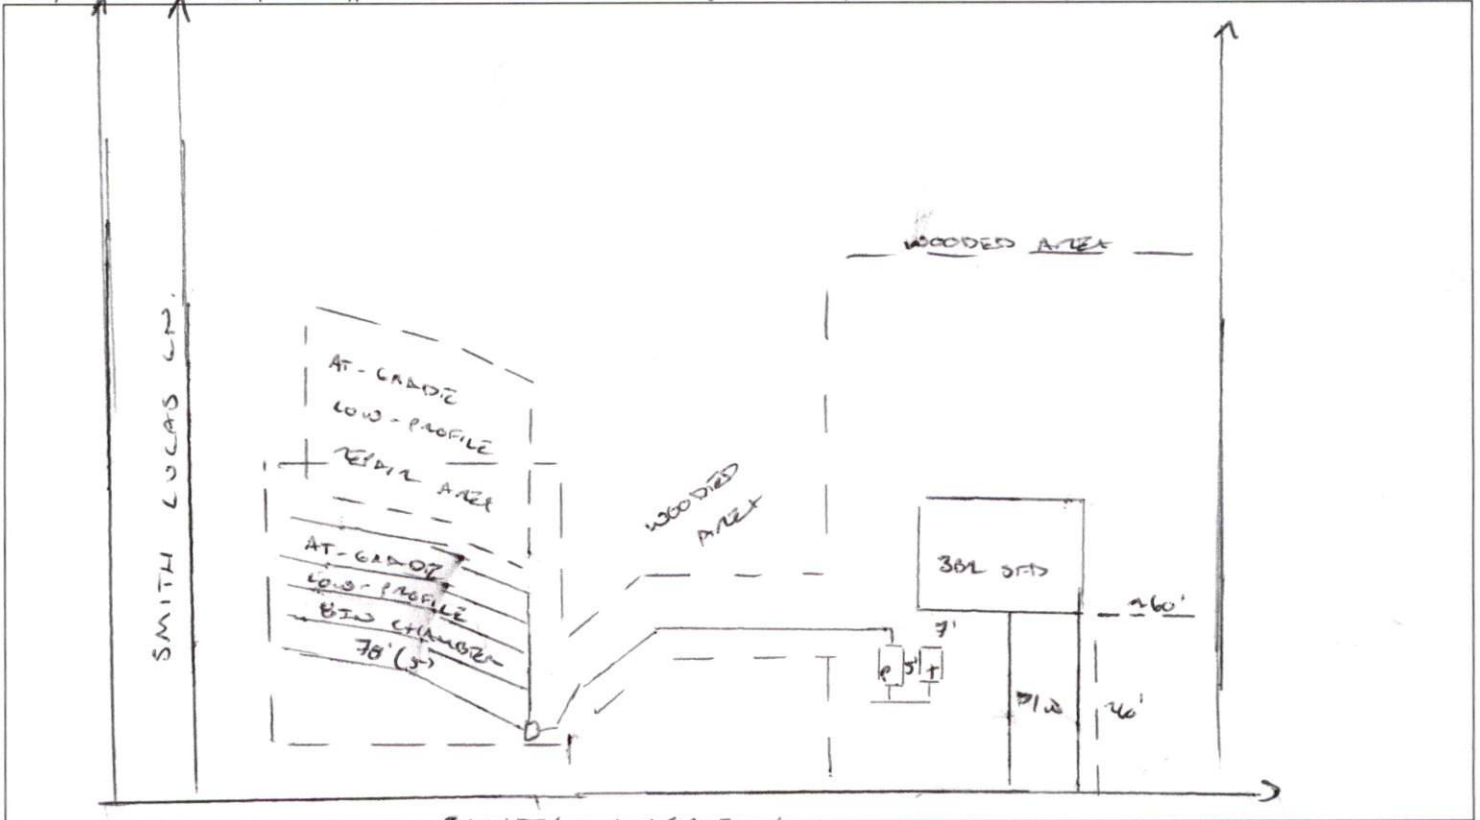 WOODED AREA
SMITH LUCAS LN.
AT-GRADE
LOW-PROFILE
REPAIR AREA
WOODED
AREA
AT-GRADE
LOW-PROFILE
BIO CHAMBER
78' (5)
3BR SFD
~60'
7'
P
5'
T
D/W